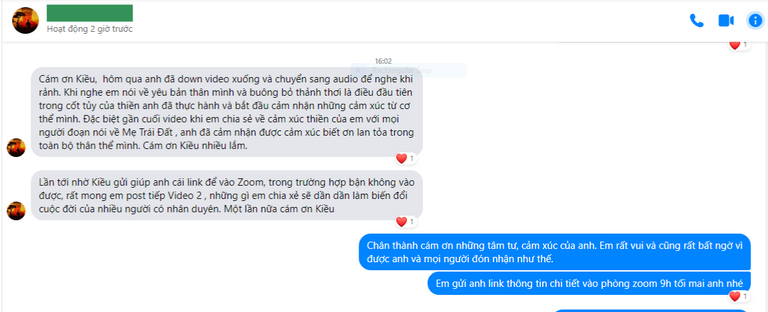 Hoạt động 2 giờ trước
1
16:02
Cám ơn Kiều, hôm qua anh đã down video xuống và chuyển sang audio để nghe khi
rảnh. Khi nghe em nói về yêu bản thân mình và buông bỏ thảnh thơi là điều đầu tiên
trong cốt tủy của thiền anh đã thực hành và bắt đầu cảm nhận những cảm xúc từ cơ
thể mình. Đặc biệt gần cuối video khi em chia sẻ về cảm xúc thiền của em với mọi
người đoạn nói về Mẹ Trái Đất , anh đã cảm nhận được cảm xúc biết ơn lan tỏa trong
toàn bộ thân thể mình. Cám ơn Kiều nhiều lắm.
1
Lần tới nhờ Kiều gửi giúp anh cái link để vào Zoom, trong trường hợp bận không vào
được, rất mong em post tiếp Video 2 , những gì em chia xẻ sẽ dần dần làm biến đổi
cuộc đời của nhiều người có nhân duyên. Một lần nữa cám ơn Kiều
1
Chân thành cám ơn những tâm tư, cảm xúc của anh. Em rất vui và cũng rất bất ngờ vì
được anh và mọi người đón nhận như thế.
Em gửi anh link thông tin chi tiết vào phòng zoom 9h tối mai anh nhé
1